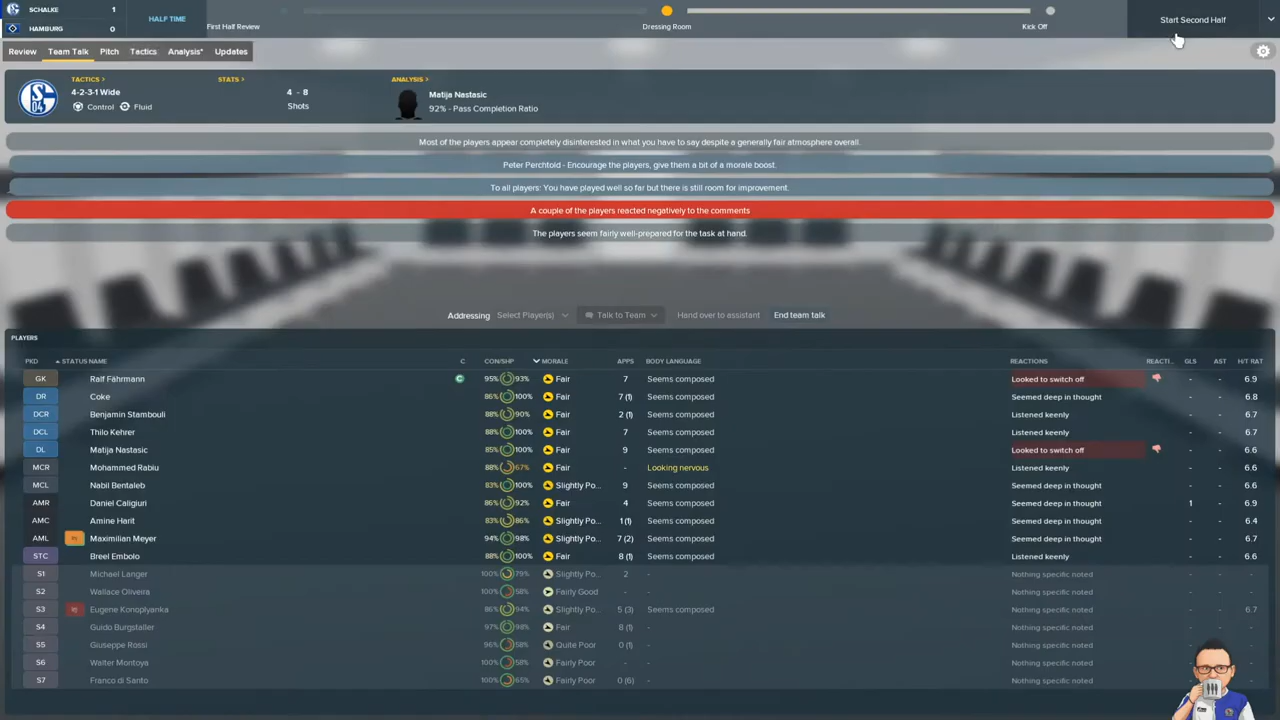 SCHALKE 1
HAMBURG 0
HALF TIME
First Half Review
Dressing Room
Kick Off
Start Second Half
Review Team Talk Pitch Tactics Analysis* Updates
TACTICS >
4-2-3-1 Wide
Control Fluid
STATS >
4 - 8
Shots
ANALYSIS >
Matija Nastasic
92% - Pass Completion Ratio
Most of the players appear completely disinterested in what you have to say despite a generally fair atmosphere overall.
Peter Perchtold - Encourage the players, give them a bit of a morale boost.
To all players: You have played well so far but there is still room for improvement.
A couple of the players reacted negatively to the comments
The players seem fairly well-prepared for the task at hand.
Addressing Select Player(s) Talk to Team Hand over to assistant End team talk
PLAYERS
PKD STATUS NAME C CON/SHP MORALE APPS BODY LANGUAGE REACTIONS REACTI... GLS AST H/T RAT
GK Ralf Fährmann C 95% 93% Fair 7 Seems composed Looked to switch off - - 6.9
DR Coke 86% 100% Fair 7 (1) Seems composed Seemed deep in thought - - 6.8
DCR Benjamin Stambouli 88% 90% Fair 2 (1) Seems composed Listened keenly - - 6.7
DCL Thilo Kehrer 88% 100% Fair 7 Seems composed Listened keenly - - 6.7
DL Matija Nastasic 85% 100% Fair 9 Seems composed Looked to switch off - - 6.6
MCR Mohammed Rabiu 88% 67% Fair - Looking nervous Listened keenly - - 6.6
MCL Nabil Bentaleb 83% 100% Slightly Po... 9 Seems composed Seemed deep in thought - - 6.6
AMR Daniel Caligiuri 86% 92% Fair 4 Seems composed Seemed deep in thought 1 - 6.9
AMC Amine Harit 83% 86% Slightly Po... 1 (1) Seems composed Seemed deep in thought - - 6.4
AML Maximilian Meyer 94% 98% Slightly Po... 7 (2) Seems composed Seemed deep in thought - - 6.7
STC Breel Embolo 88% 100% Fair 8 (1) Seems composed Listened keenly - - 6.6
S1 Michael Langer 100% 79% Slightly Po... 2 - Nothing specific noted - -
S2 Wallace Oliveira 100% 58% Fairly Good - - Nothing specific noted - -
S3 Eugene Konoplyanka 86% 94% Slightly Po... 5 (3) Seems composed Nothing specific noted - - 6.7
S4 Guido Burgstaller 97% 98% Fair 8 (1) - Nothing specific noted - -
S5 Giuseppe Rossi 96% 58% Quite Poor 0 (1) - Nothing specific noted - -
S6 Walter Montoya 100% 58% Fairly Poor - - Nothing specific noted - -
S7 Franco di Santo 100% 65% Fairly Poor 0 (6) - Nothing specific noted - -